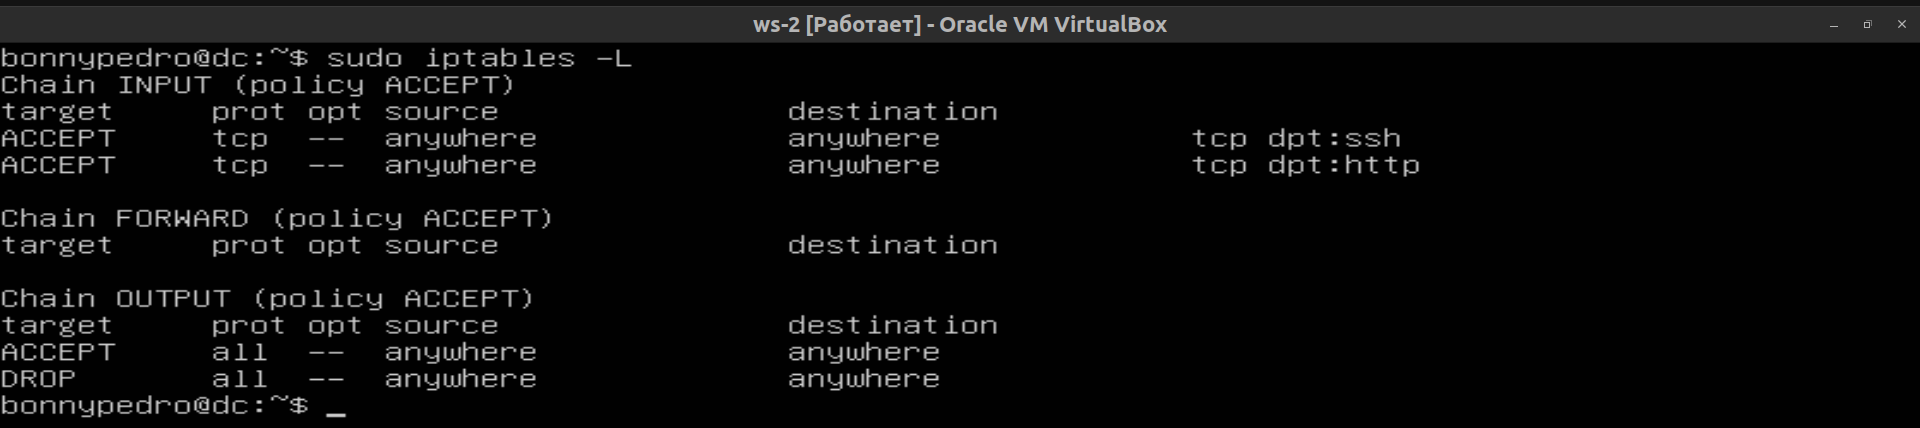 ws-2 [Работает] - Oracle VM VirtualBox
bonnypedro@dc:~$ sudo iptables -L
Chain INPUT (policy ACCEPT)
target     prot opt source               destination
ACCEPT     tcp  --  anywhere             anywhere             tcp dpt:ssh
ACCEPT     tcp  --  anywhere             anywhere             tcp dpt:http
Chain FORWARD (policy ACCEPT)
target     prot opt source               destination
Chain OUTPUT (policy ACCEPT)
target     prot opt source               destination
ACCEPT     all  --  anywhere             anywhere
DROP       all  --  anywhere             anywhere
bonnypedro@dc:~$ _